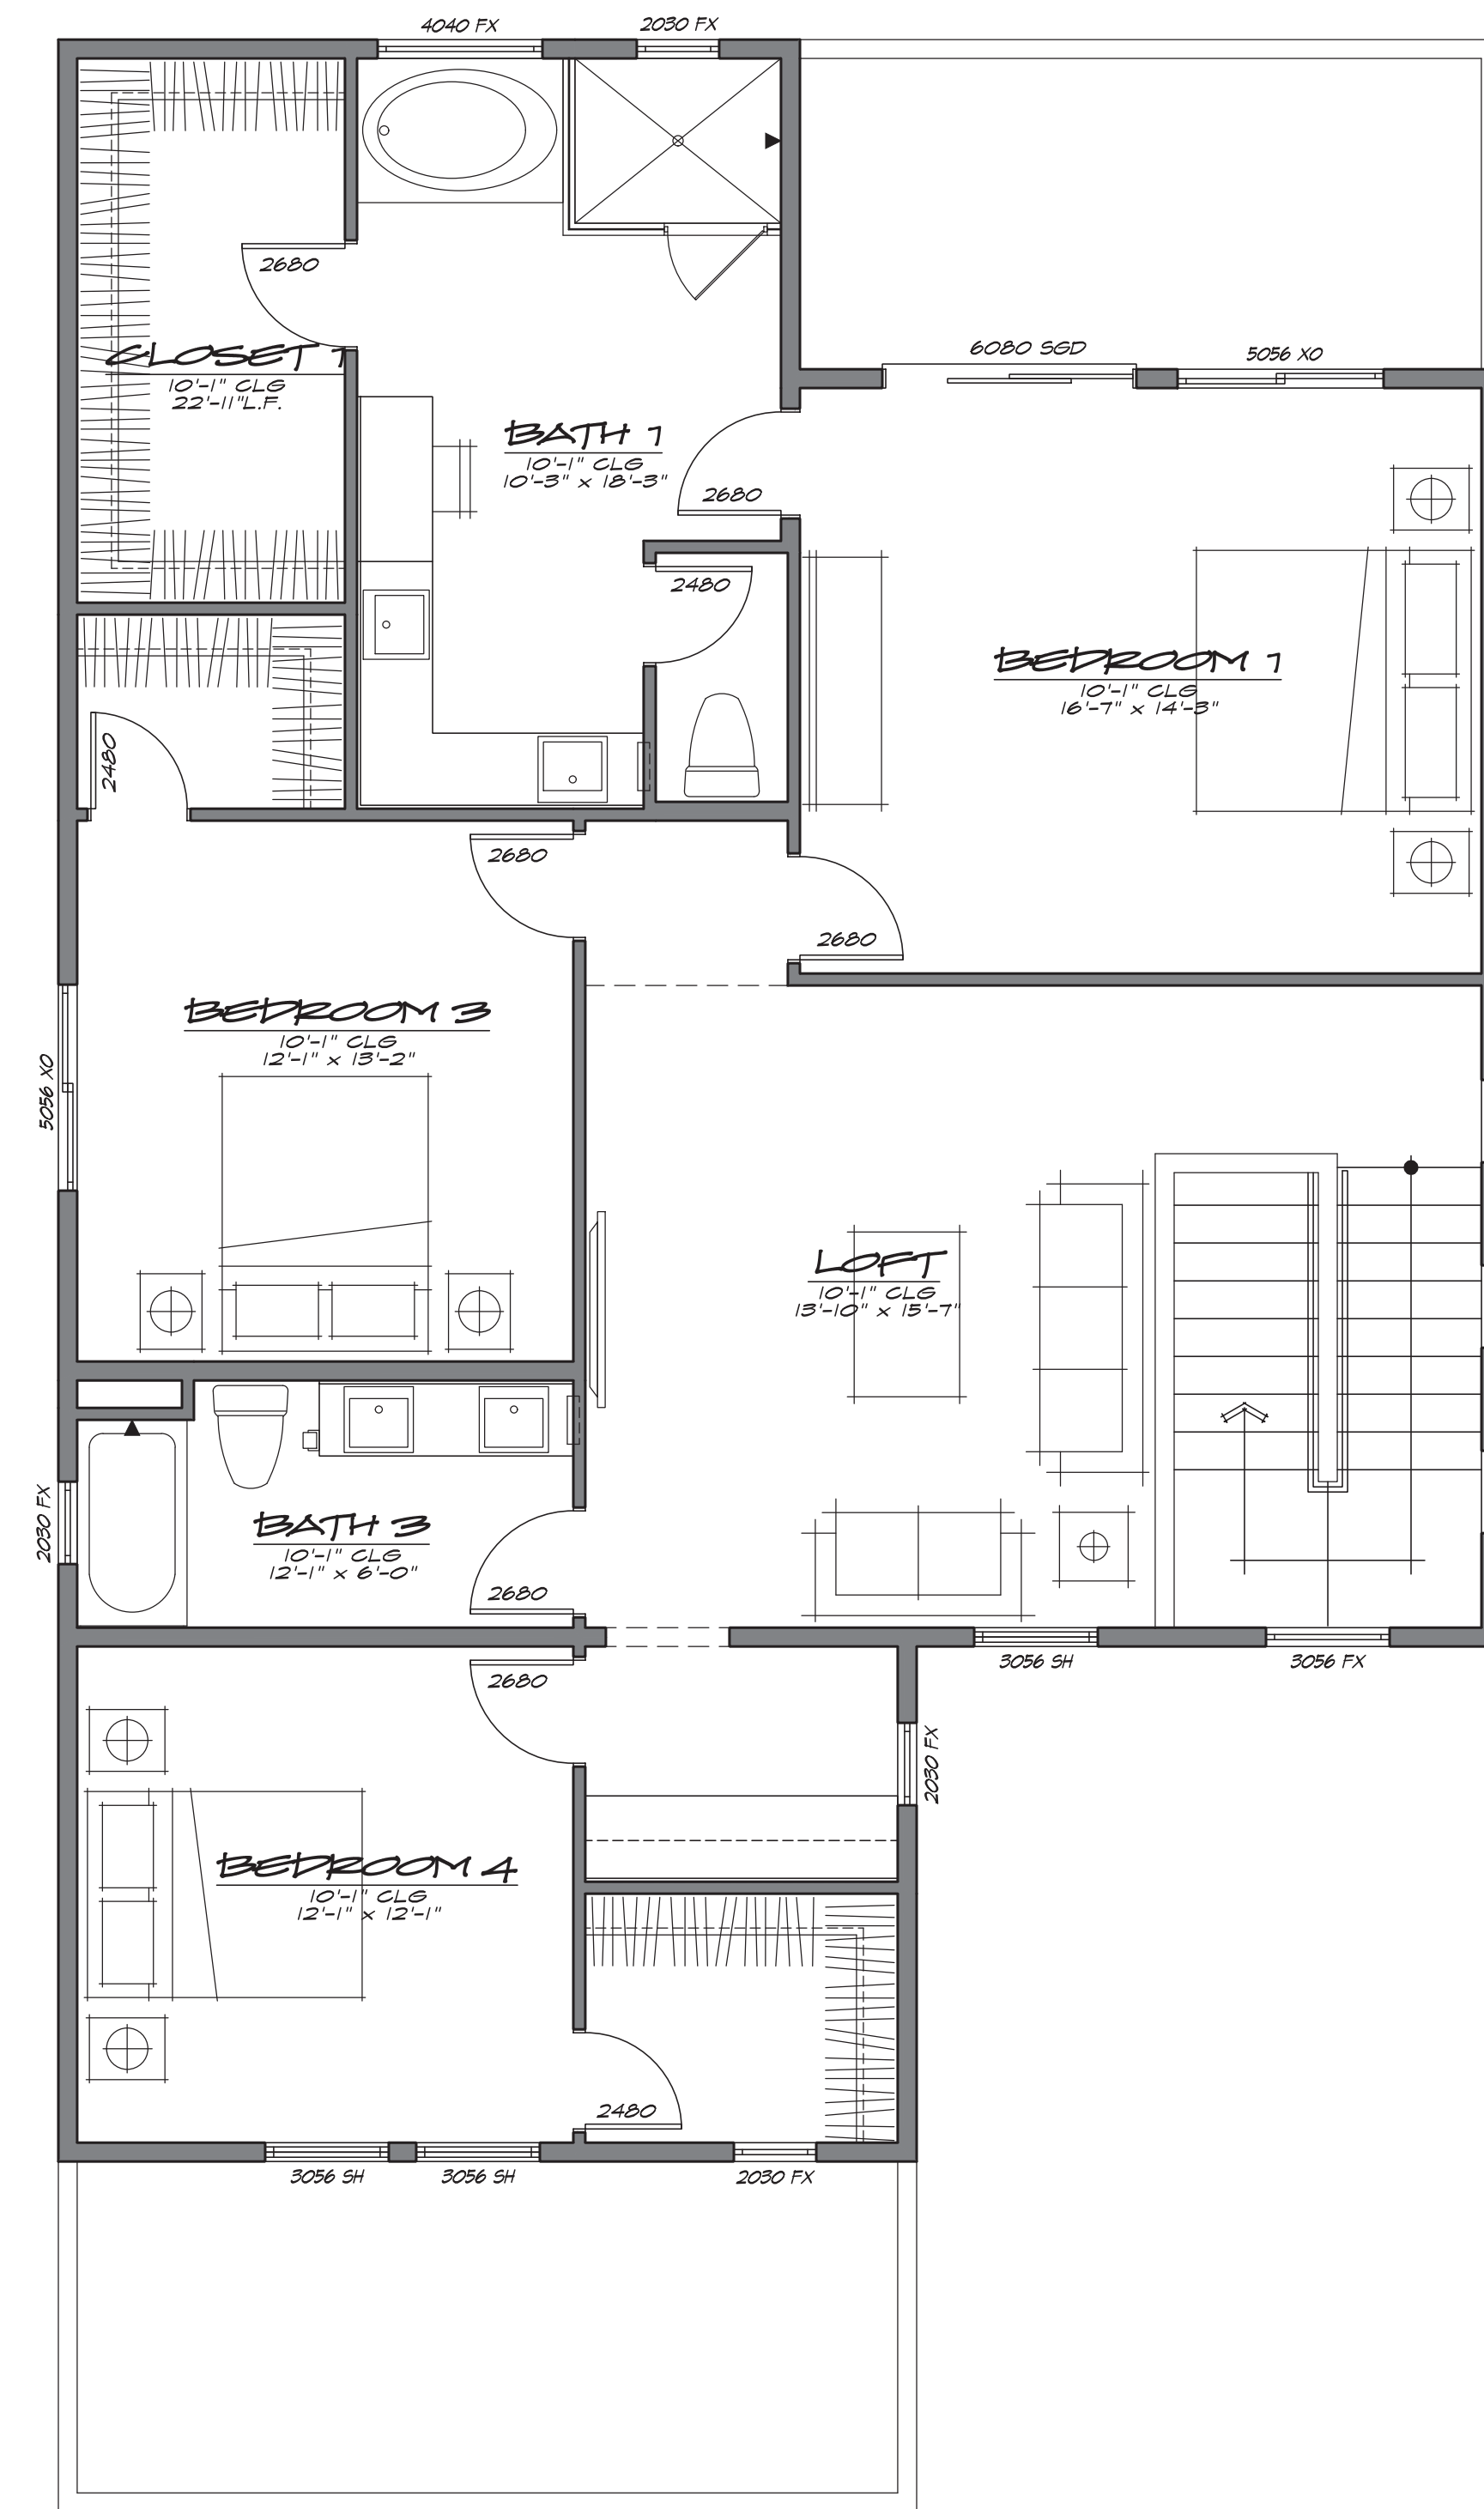 4040 FX
2030 FX
2680
CLOSET 1
10'-1" CLG
22'-11"L.F.
6080 SGD
5056 XO
BATH 1
10'-1" CLG
10'-3" x 18'-3"
2680
2480
BEDROOM 1
10'-1" CLG
16'-7" x 14'-3"
2480
2680
2680
BEDROOM 3
10'-1" CLG
12'-1" x 13'-2"
5056 XO
LOFT
10'-1" CLG
13'-10" x 15'-7"
2030 FX
BATH 3
10'-1" CLG
12'-1" x 6'-0"
2680
3056 SH
3056 FX
2680
2030 FX
BEDROOM 4
10'-1" CLG
12'-1" x 12'-1"
2480
3056 SH
3056 SH
2030 FX